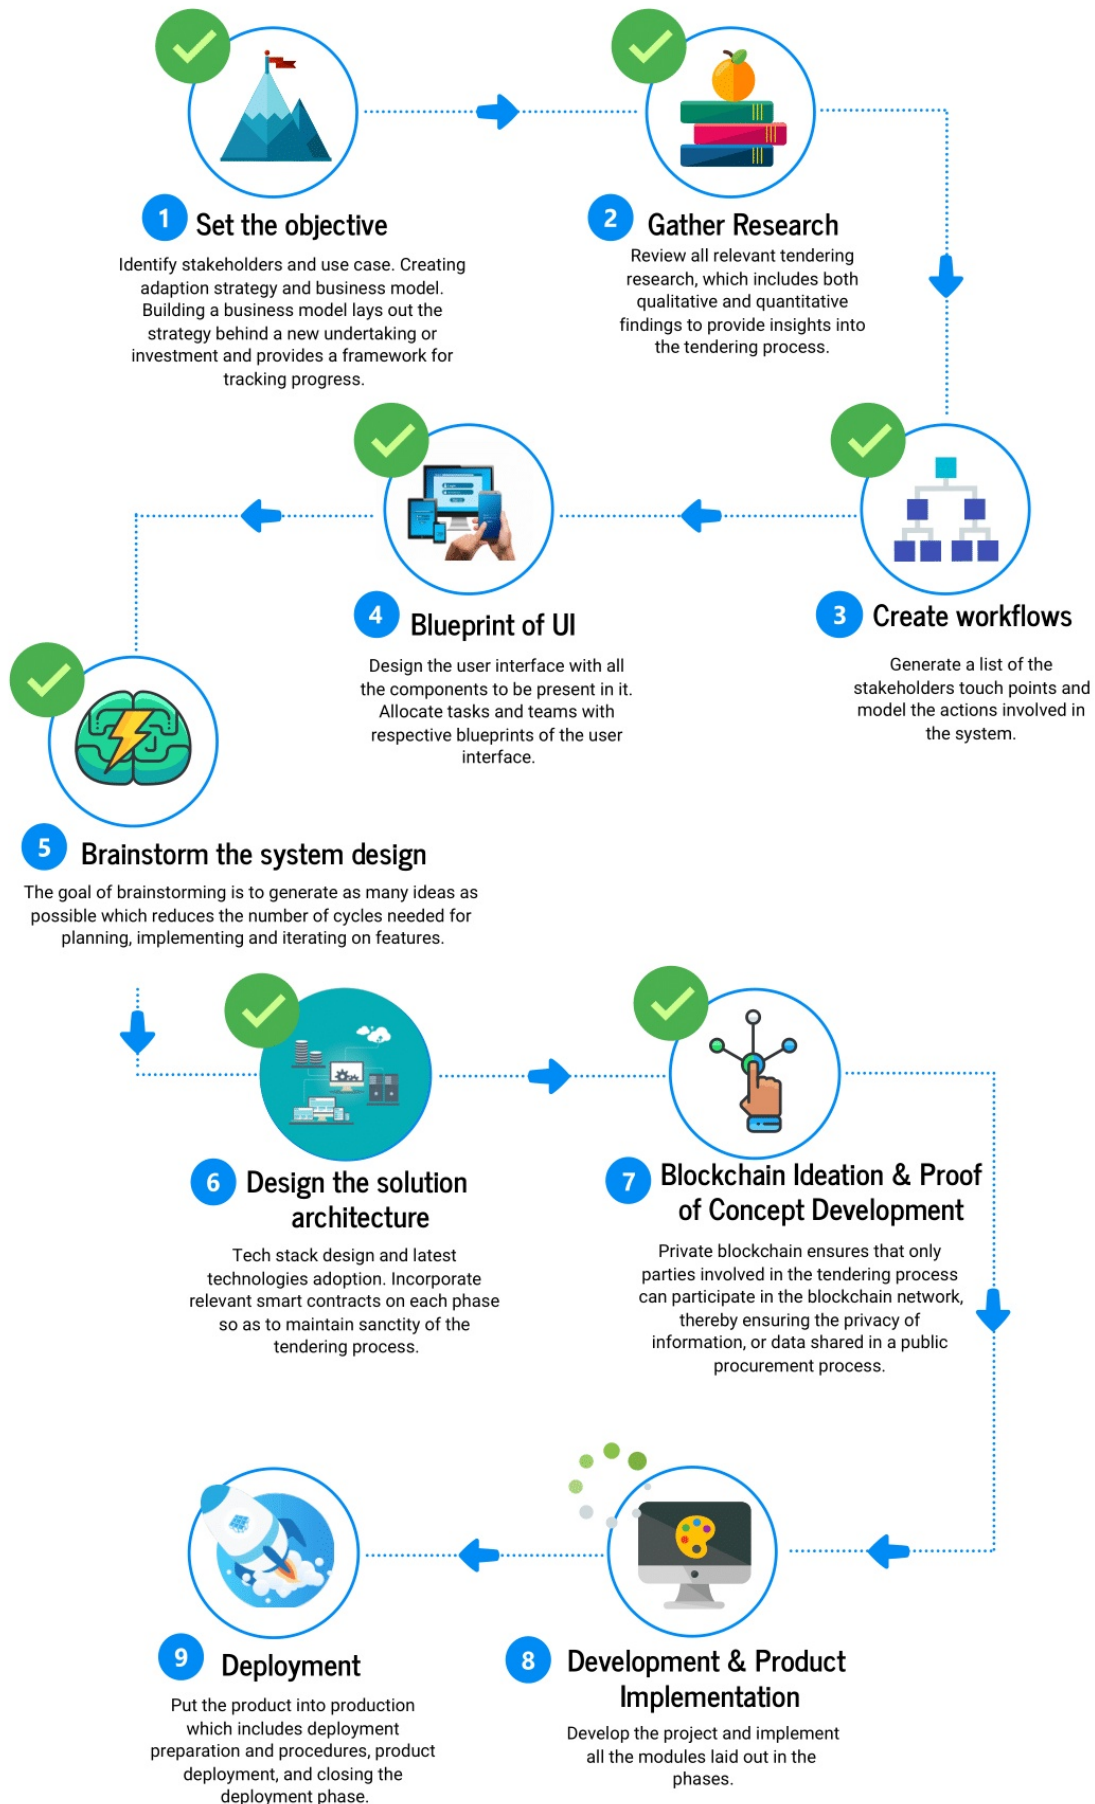 1
Set the objective
Identify stakeholders and use case. Creating
adaption strategy and business model.
Building a business model lays out the
strategy behind a new undertaking or
investment and provides a framework for
tracking progress.
2
Gather Research
Review all relevant tendering
research, which includes both
qualitative and quantitative
findings to provide insights into
the tendering process.
3
Create workflows
Generate a list of the
stakeholders touch points and
model the actions involved in
the system.
4
Blueprint of UI
Design the user interface with all
the components to be present in it.
Allocate tasks and teams with
respective blueprints of the user
interface.
5
Brainstorm the system design
The goal of brainstorming is to generate as many ideas as
possible which reduces the number of cycles needed for
planning, implementing and iterating on features.
6
Design the solution
architecture
Tech stack design and latest
technologies adoption. Incorporate
relevant smart contracts on each phase
so as to maintain sanctity of the
tendering process.
7
Blockchain Ideation & Proof
of Concept Development
Private blockchain ensures that only
parties involved in the tendering process
can participate in the blockchain network,
thereby ensuring the privacy of
information, or data shared in a public
procurement process.
8
Development & Product
Implementation
Develop the project and implement
all the modules laid out in the
phases.
9
Deployment
Put the product into production
which includes deployment
preparation and procedures, product
deployment, and closing the
deployment phase.